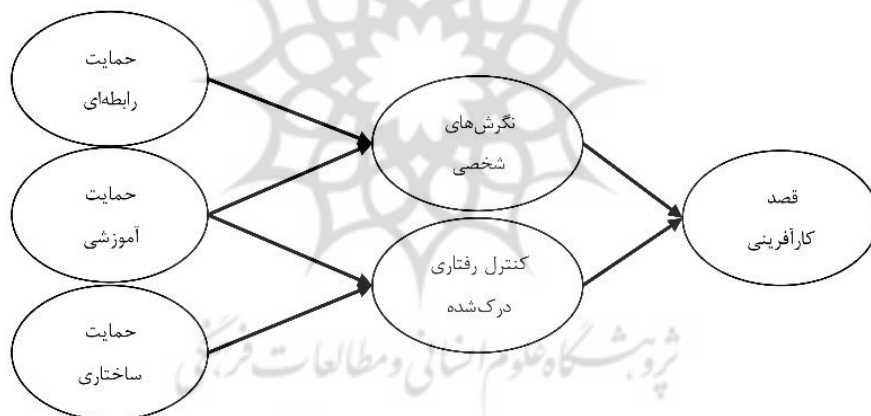 حمایت
رابطه‌ای
حمایت
آموزشی
حمایت
ساختاری
نگرش‌های
شخصی
کنترل رفتاری
درک‌شده
قصد
کارآفرینی
پژوهشگاه علوم انسانی و مطالعات فرهنگی